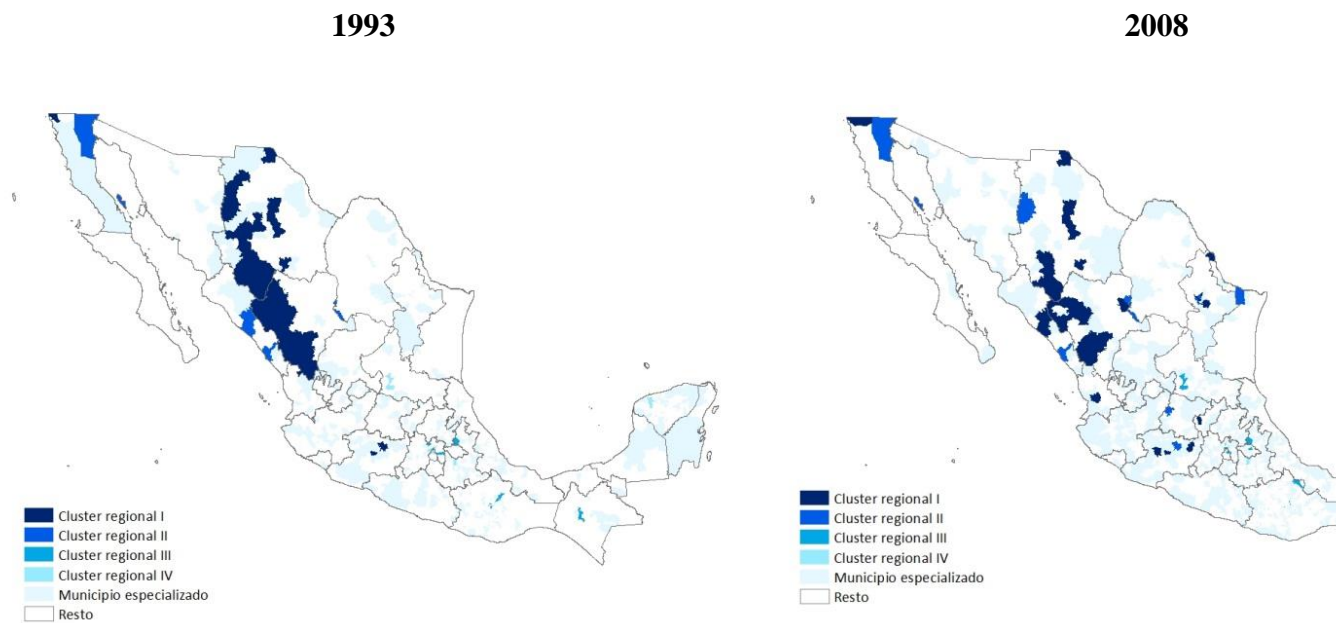 1993
2008
Cluster regional I
Cluster regional II
Cluster regional III
Cluster regional IV
Municipio especializado
Resto
Cluster regional I
Cluster regional II
Cluster regional III
Cluster regional IV
Municipio especializado
Resto